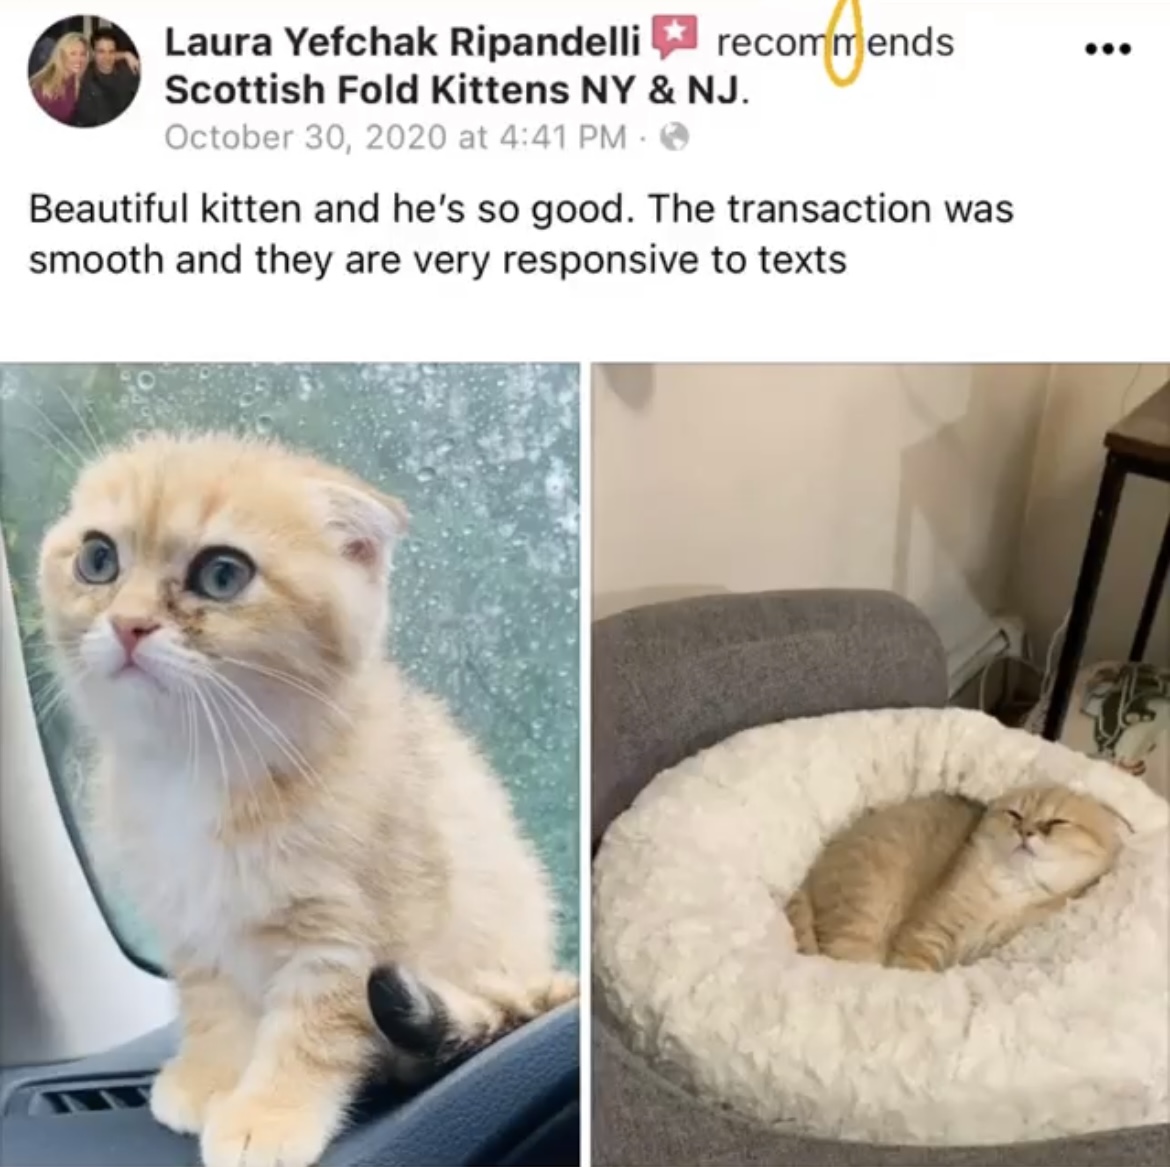 Laura Yefchak Ripandelli recommends
Scottish Fold Kittens NY & NJ.
October 30, 2020 at 4:41 PM ·
Beautiful kitten and he's so good. The transaction was
smooth and they are very responsive to texts